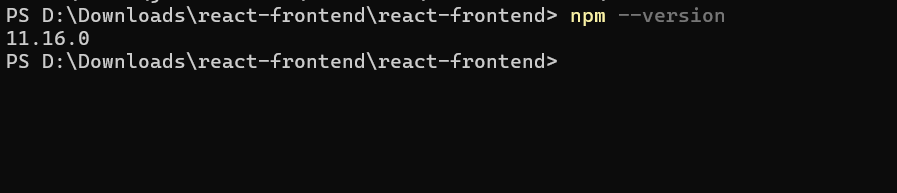 PS D:\Downloads\react-frontend\react-frontend> npm --version
11.16.0
PS D:\Downloads\react-frontend\react-frontend>